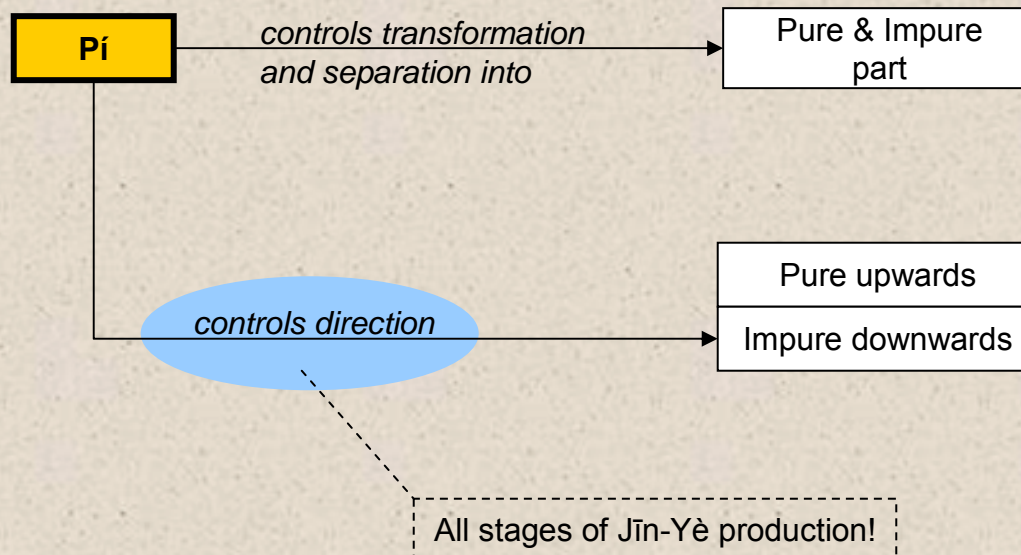 Pí
controls transformation
and separation into
Pure & Impure
part
Pure upwards
controls direction
Impure downwards
All stages of Jīn-Yè production!